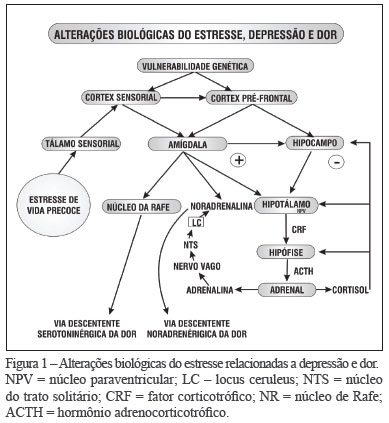 ALTERAÇÕES BIOLÓGICAS DO ESTRESSE, DEPRESSÃO E DOR
VULNERABILIDADE GENÉTICA
CORTEX SENSORIAL
CORTEX PRÉ-FRONTAL
TÁLAMO SENSORIAL
AMÍGDALA
HIPOCAMPO
+
-
ESTRESSE DE
VIDA PRECOCE
NÚCLEO DA RAFE
NORADRENALINA
HIPOTÁLAMO
NPV
LC
CRF
NTS
HIPÓFISE
NERVO VAGO
ACTH
ADRENALINA
ADRENAL
CORTISOL
VIA DESCENTE
SEROTONINÉRGICA DA DOR
VIA DESCENTE
NORADRENÉRIGICA DA DOR
Figura 1 – Alterações biológicas do estresse relacionadas a depressão e dor.
NPV = núcleo paraventricular; LC – locus ceruleus; NTS = núcleo
do trato solitário; CRF = fator corticotrófico; NR = núcleo de Rafe;
ACTH = hormônio adrenocorticotrófico.